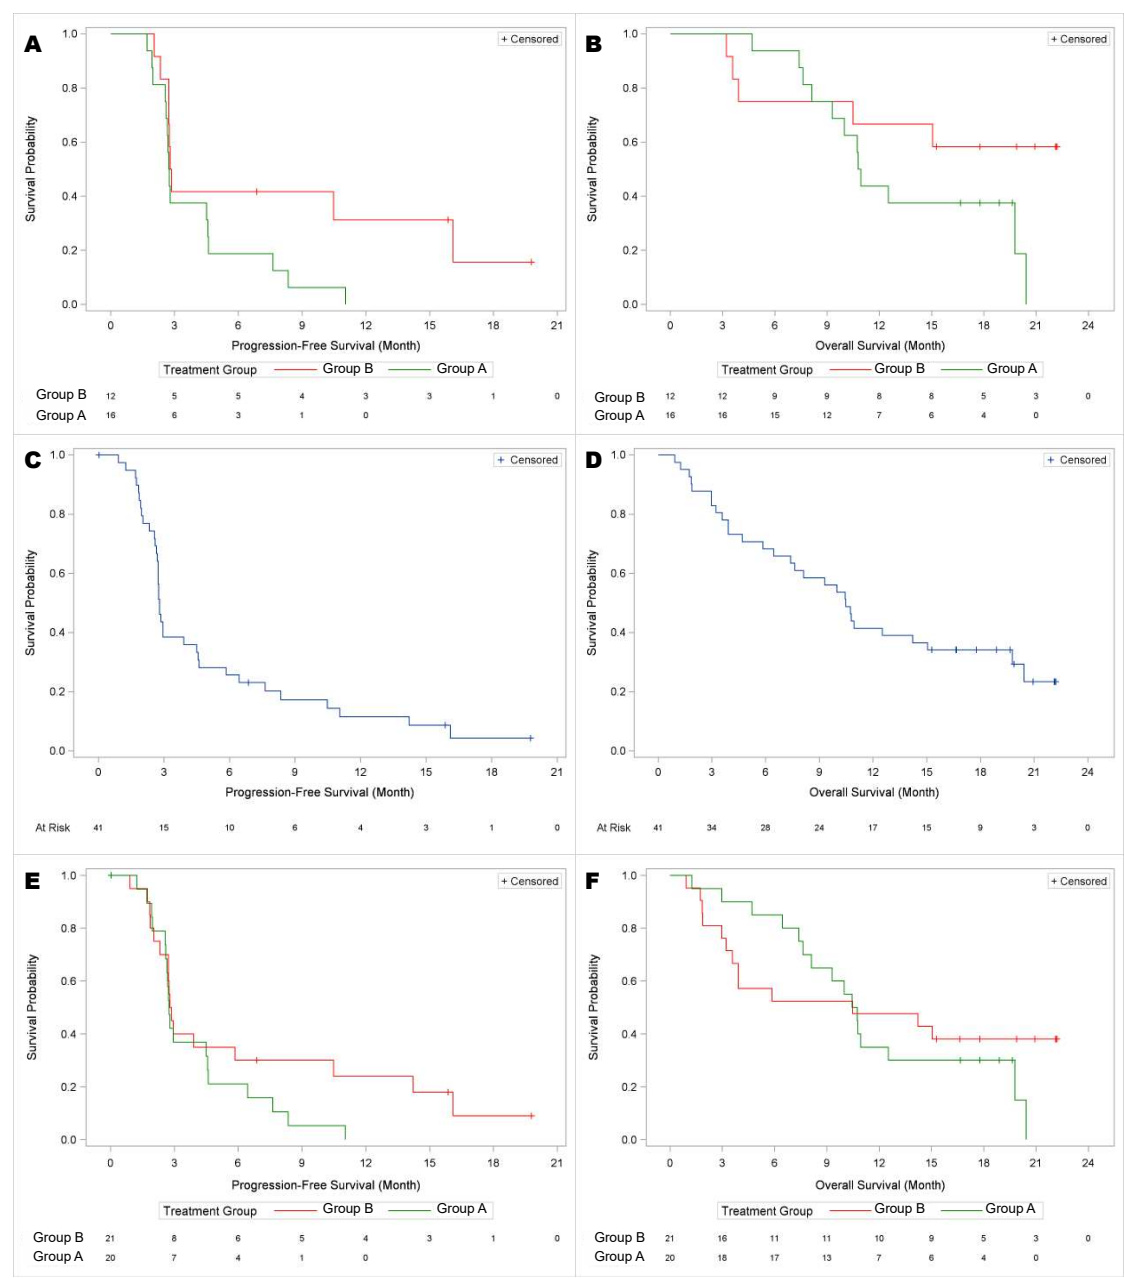 A
+ Censored
1.0
0.8
0.6
0.4
0.2
0.0
Survival Probability
0 3 6 9 12 15 18 21
Progression-Free Survival (Month)
Treatment Group Group B Group A
Group B 12 5 5 4 3 3 1 0
Group A 16 6 3 1 0
B
+ Censored
1.0
0.8
0.6
0.4
0.2
0.0
Survival Probability
0 3 6 9 12 15 18 21 24
Overall Survival (Month)
Treatment Group Group B Group A
Group B 12 12 9 9 8 8 5 3 0
Group A 16 16 15 12 7 6 4 0
C
+ Censored
1.0
0.8
0.6
0.4
0.2
0.0
Survival Probability
0 3 6 9 12 15 18 21
Progression-Free Survival (Month)
At Risk 41 15 10 6 4 3 1 0
D
+ Censored
1.0
0.8
0.6
0.4
0.2
0.0
Survival Probability
0 3 6 9 12 15 18 21 24
Overall Survival (Month)
At Risk 41 34 28 24 17 15 9 3 0
E
+ Censored
1.0
0.8
0.6
0.4
0.2
0.0
Survival Probability
0 3 6 9 12 15 18 21
Progression-Free Survival (Month)
Treatment Group Group B Group A
Group B 21 8 6 5 4 3 1 0
Group A 20 7 4 1 0
F
+ Censored
1.0
0.8
0.6
0.4
0.2
0.0
Survival Probability
0 3 6 9 12 15 18 21 24
Overall Survival (Month)
Treatment Group Group B Group A
Group B 21 16 11 11 10 9 5 3 0
Group A 20 18 17 13 7 6 4 0